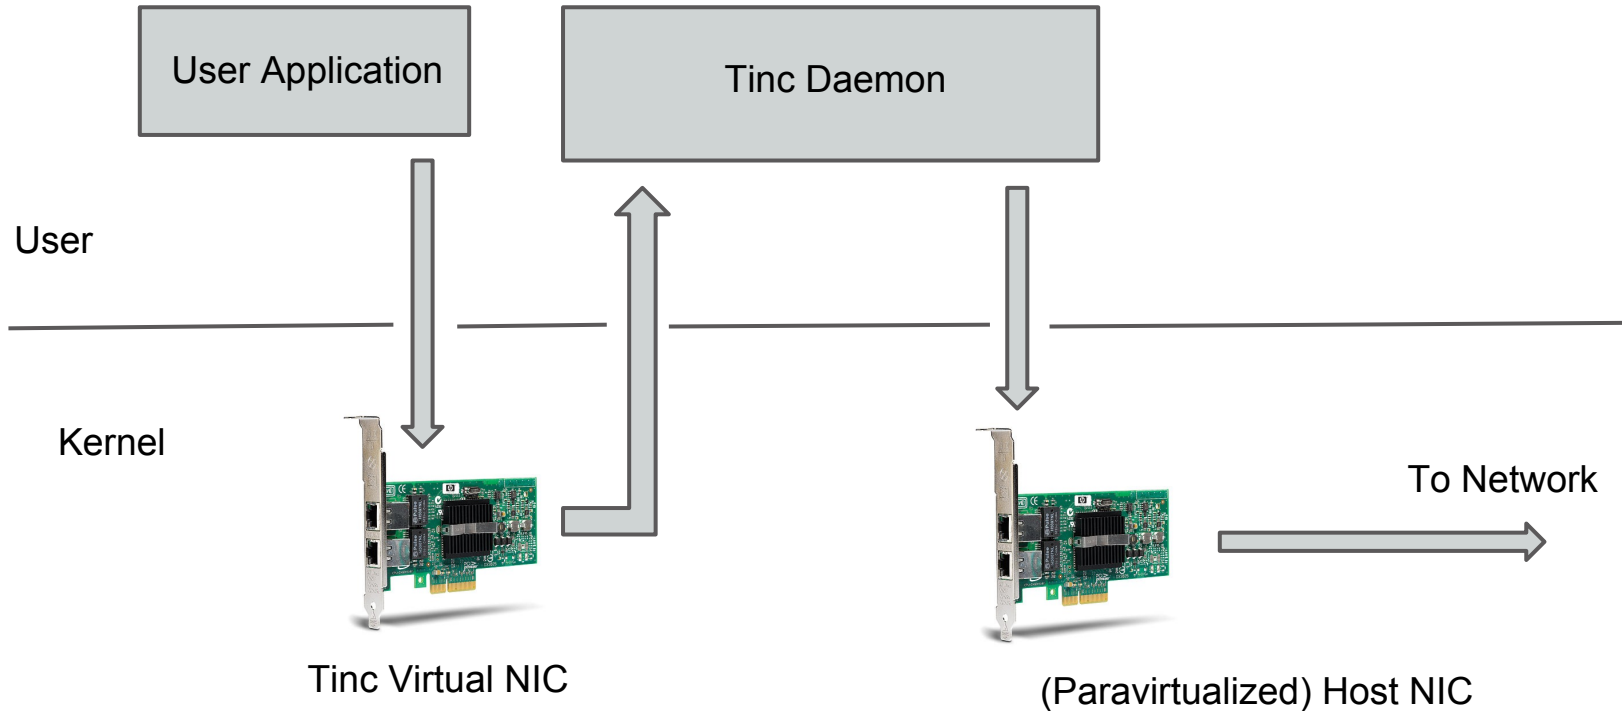 User Application
Tinc Daemon
User
Kernel
To Network
Tinc Virtual NIC
(Paravirtualized) Host NIC